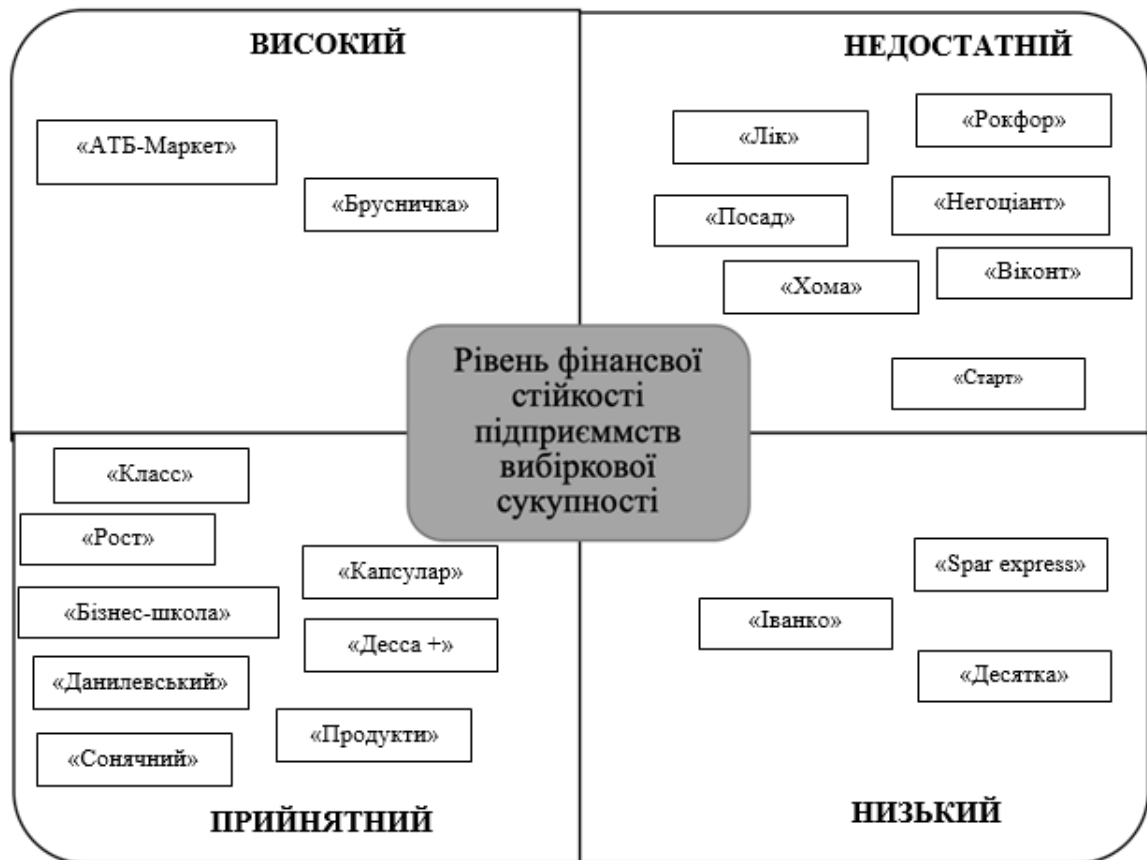 ВИСОКИЙ
«АТБ-Маркет»
«Брусничка»
НЕДОСТАТНІЙ
«Лік»
«Рокфор»
«Посад»
«Негоціант»
«Хома»
«Віконт»
«Старт»
Рівень фінансвої
стійкості
підприєммств
вибіркової
сукупності
«Класс»
«Рост»
«Капсулар»
«Бізнес-школа»
«Десса +»
«Данилевський»
«Продукти»
«Сонячний»
ПРИЙНЯТНИЙ
«Spar express»
«Іванко»
«Десятка»
НИЗЬКИЙ